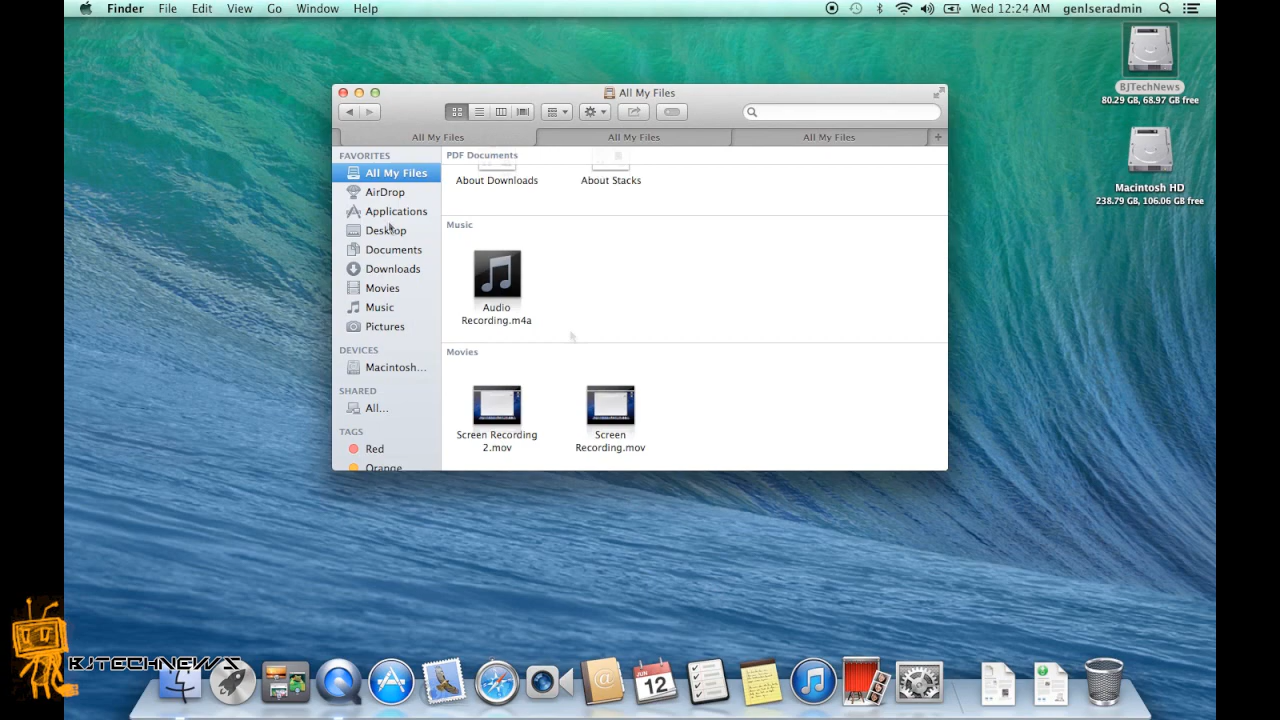 Finder File Edit View Go Window Help Wed 12:24 AM genlseradmin
BJTechNews
80.29 GB, 68.97 GB free
Macintosh HD
238.79 GB, 106.06 GB free
All My Files
All My Files All My Files All My Files +
FAVORITES
All My Files
AirDrop
Applications
Desktop
Documents
Downloads
Movies
Music
Pictures
DEVICES
Macintosh...
SHARED
All...
TAGS
Red
Orange
PDF Documents
About Downloads About Stacks
Music
Audio
Recording.m4a
Movies
Screen Recording
2.mov
Screen
Recording.mov
BJTECHNEWS
JUN
12